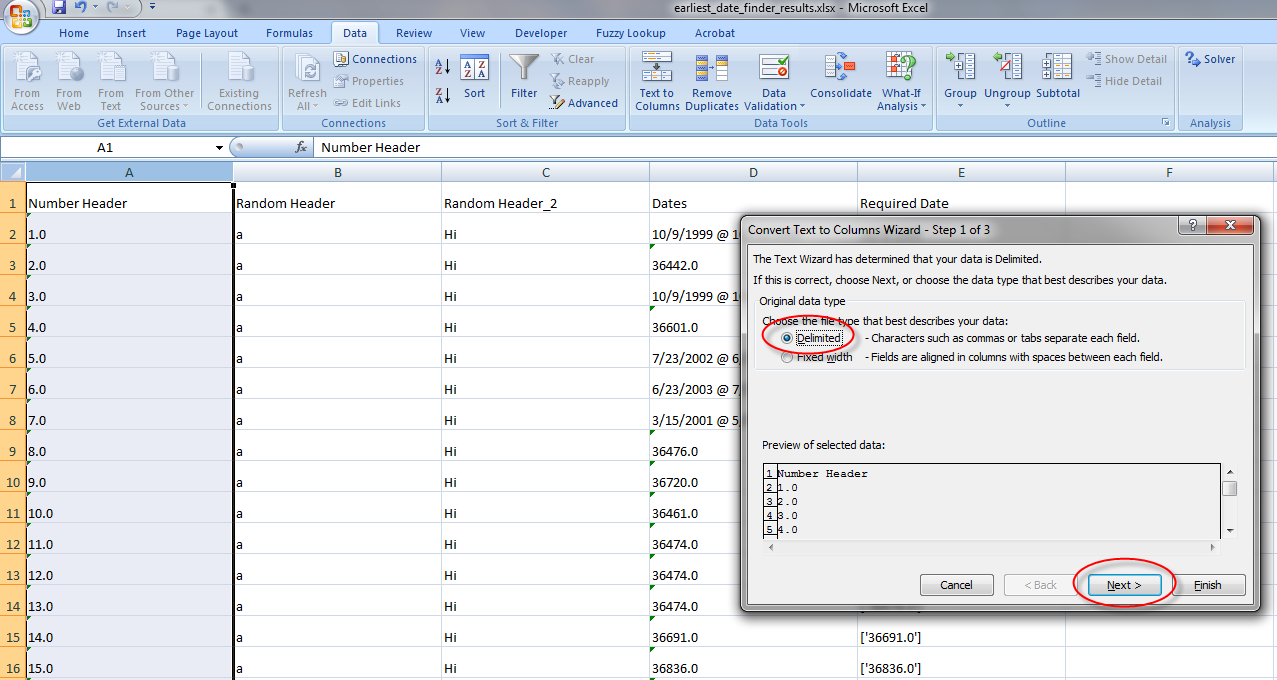 earliest_date_finder_results.xlsx - Microsoft Excel
Home Insert Page Layout Formulas Data Review View Developer Fuzzy Lookup Acrobat
From Access
From Web
From Text
From Other Sources
Existing Connections
Get External Data
Refresh All
Connections
Properties
Edit Links
Connections
Sort
Filter
Clear
Reapply
Advanced
Sort & Filter
Text to Columns
Remove Duplicates
Data Validation
Consolidate
What-If Analysis
Data Tools
Group
Ungroup
Subtotal
Show Detail
Hide Detail
Outline
Solver
Analysis
A1 fx Number Header
A B C D E F
1 Number Header Random Header Random Header_2 Dates Required Date
2 1.0 a Hi 10/9/1999 @
3 2.0 a Hi 36442.0
4 3.0 a Hi 10/9/1999 @
5 4.0 a Hi 36601.0
6 5.0 a Hi 7/23/2002 @
7 6.0 a Hi 6/23/2003 @
8 7.0 a Hi 3/15/2001 @
9 8.0 a Hi 36476.0
10 9.0 a Hi 36720.0
11 10.0 a Hi 36461.0
12 11.0 a Hi 36474.0
13 12.0 a Hi 36474.0
14 13.0 a Hi 36474.0
15 14.0 a Hi 36691.0 ['36691.0']
16 15.0 a Hi 36836.0 ['36836.0']
Convert Text to Columns Wizard - Step 1 of 3
The Text Wizard has determined that your data is Delimited.
If this is correct, choose Next, or choose the data type that best describes your data.
Original data type
Choose the file type that best describes your data:
Delimited - Characters such as commas or tabs separate each field.
Fixed width - Fields are aligned in columns with spaces between each field.
Preview of selected data:
1 Number Header
2 1.0
3 2.0
4 3.0
5 4.0
Cancel < Back Next > Finish